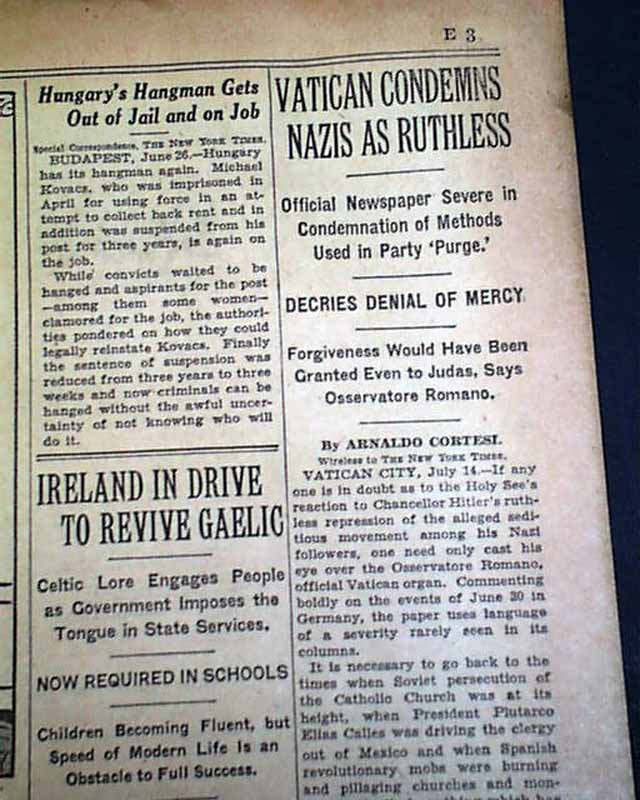 E 3
Hungary's Hangman Gets
Out of Jail and on Job
Special Correspondence, THE NEW YORK TIMES.
BUDAPEST, June 26.—Hungary
has its hangman again. Michael
Kovacs, who was imprisoned in
April for using force in an at-
tempt to collect back rent and in
addition was suspended from his
post for three years, is again on
the job.
While convicts waited to be
hanged and aspirants for the post
—among them some women—
clamored for the job, the authori-
ties pondered on how they could
legally reinstate Kovacs. Finally
the sentence of suspension was
reduced from three years to three
weeks and now criminals can be
hanged without the awful uncer-
tainty of not knowing who will
do it.
IRELAND IN DRIVE
TO REVIVE GAELIC
Celtic Lore Engages People
as Government Imposes the
Tongue in State Services.
NOW REQUIRED IN SCHOOLS
Children Becoming Fluent, but
Speed of Modern Life Is an
Obstacle to Full Success.
VATICAN CONDEMNS
NAZIS AS RUTHLESS
Official Newspaper Severe in
Condemnation of Methods
Used in Party 'Purge.'
DECRIES DENIAL OF MERCY
Forgiveness Would Have Been
Granted Even to Judas, Says
Osservatore Romano.
By ARNALDO CORTESI.
Wireless to THE NEW YORK TIMES.
VATICAN CITY, July 14.—If any
one is in doubt as to the Holy See's
reaction to Chancellor Hitler's ruth-
less repression of the alleged sedi-
tious movement among his Nazi
followers, one need only cast his
eye over the Osservatore Romano,
official Vatican organ. Commenting
boldly on the events of June 30 in
Germany, the paper uses language
of a severity rarely seen in its
columns.
It is necessary to go back to the
times when Soviet persecution of
the Catholic Church was at its
height, when President Plutarco
Elias Calles was driving the clergy
out of Mexico and when Spanish
revolutionary mobs were burning
and pillaging churches and mon-